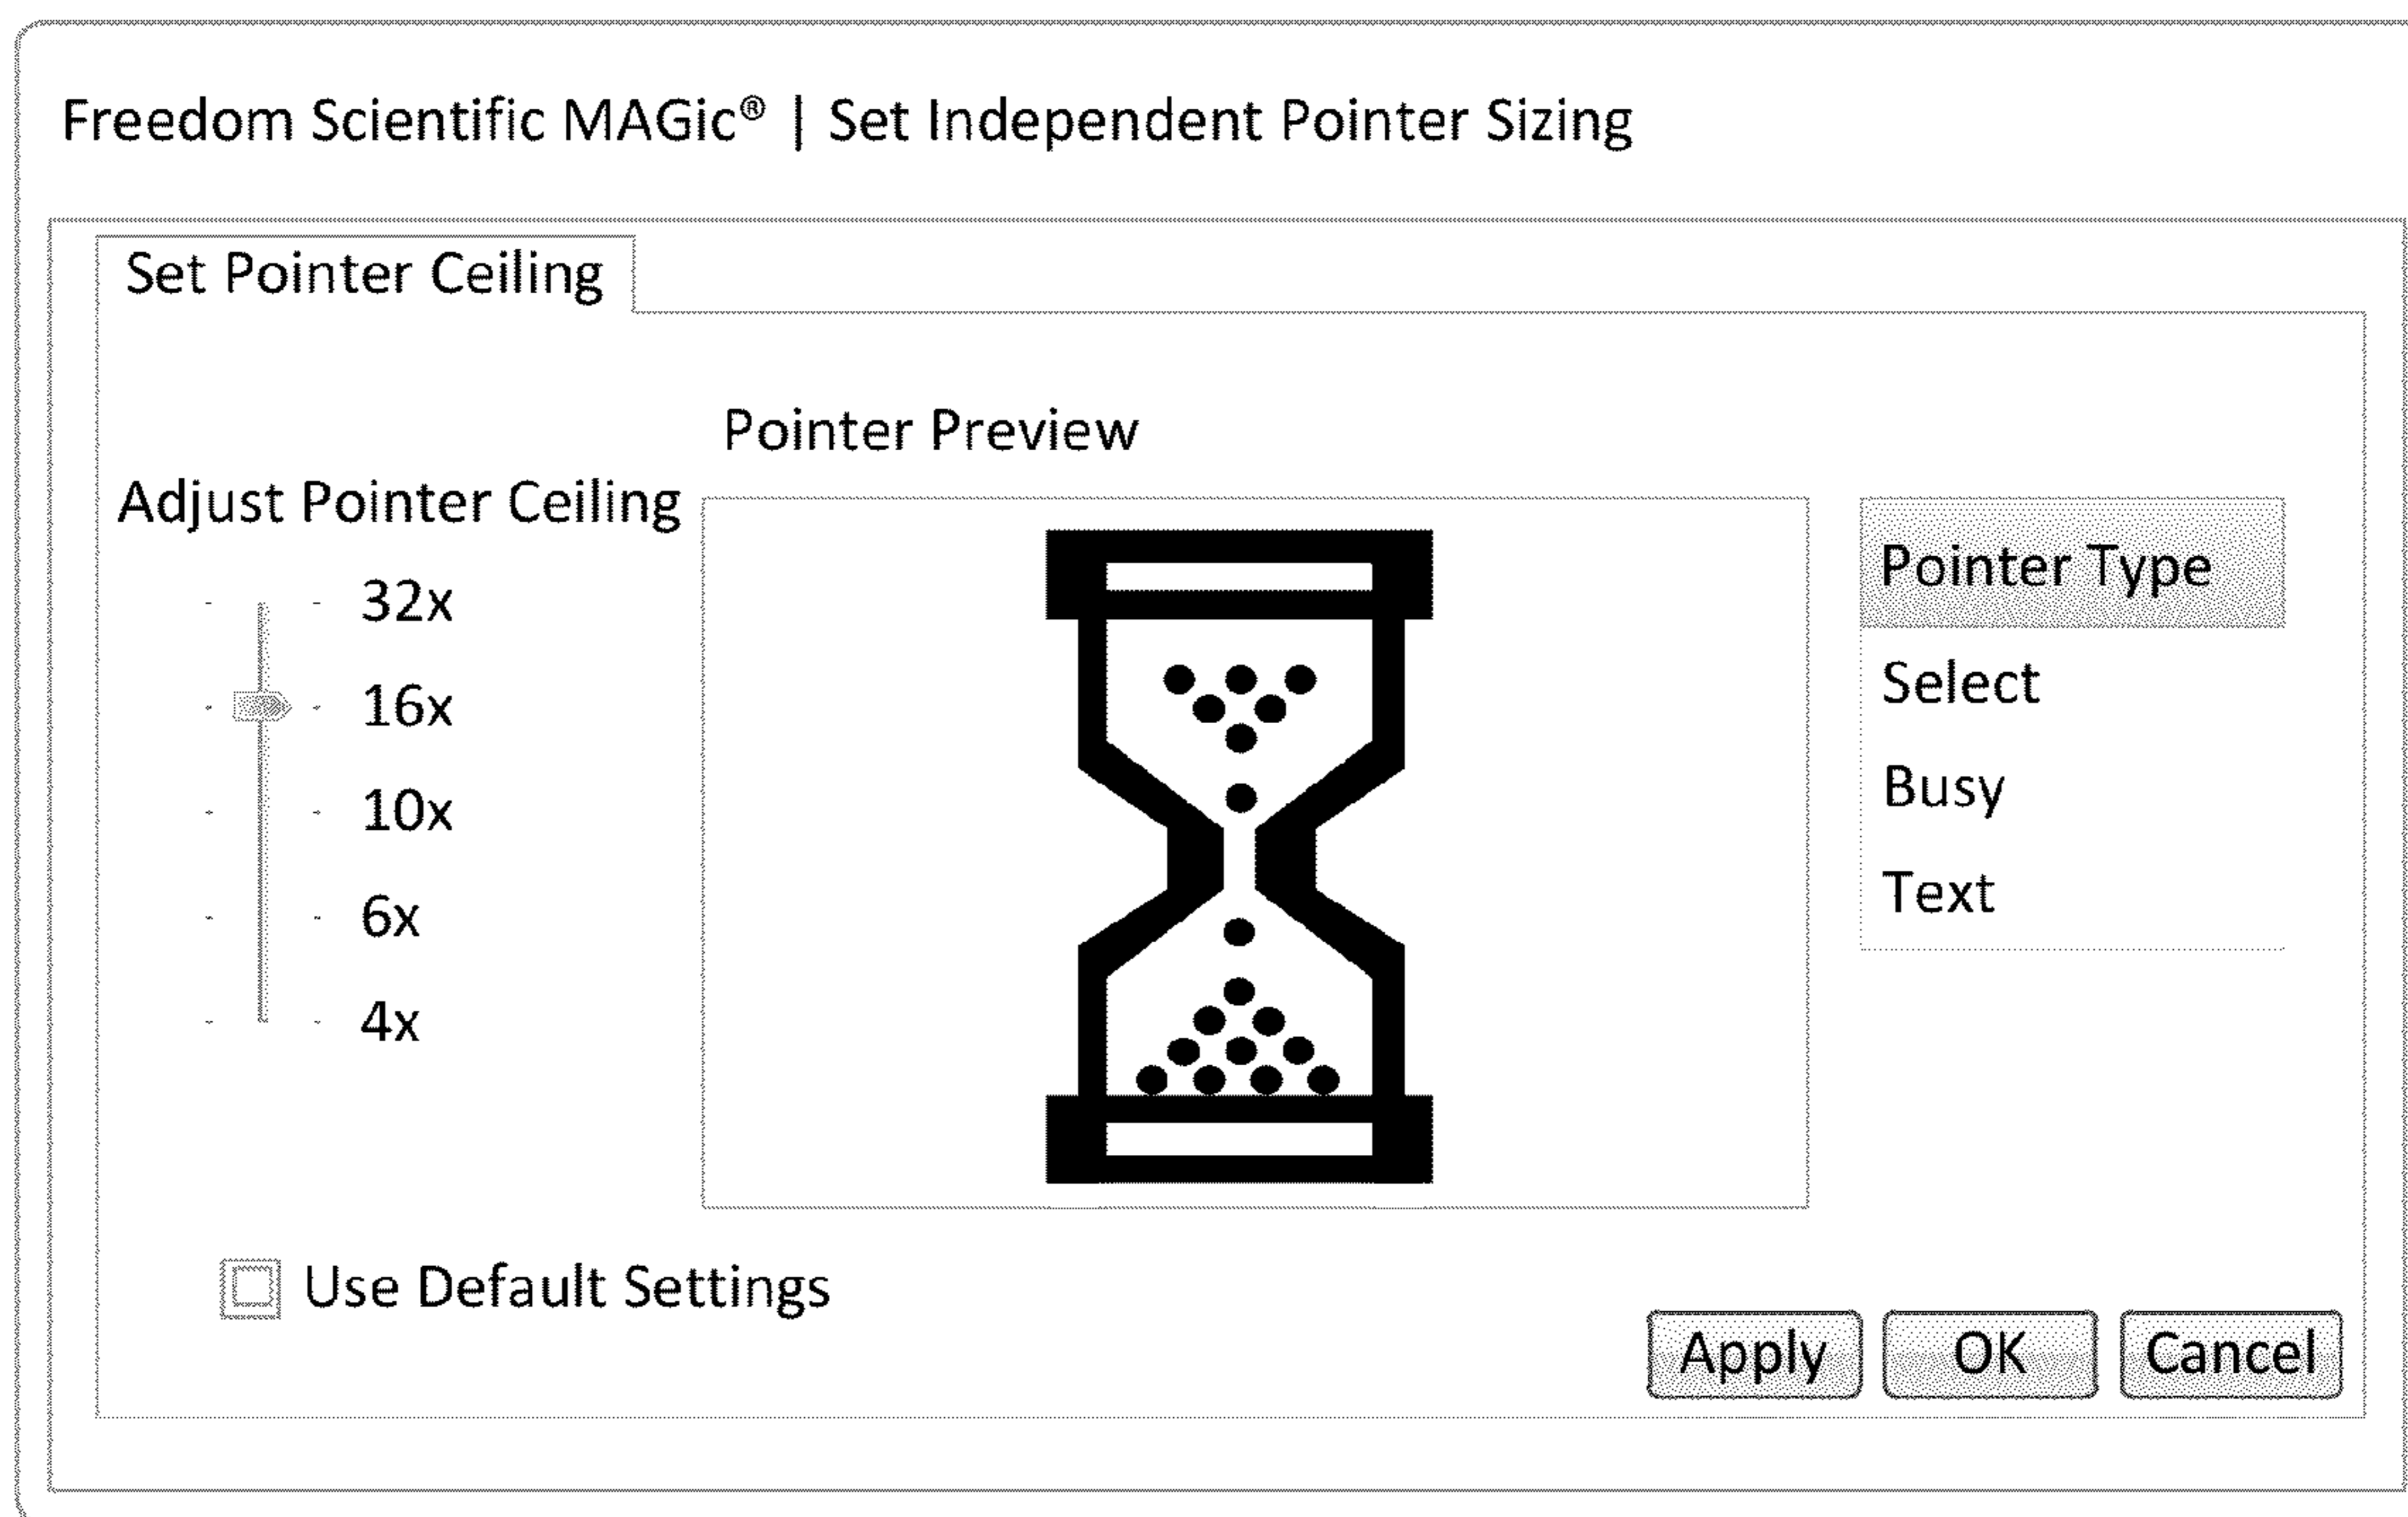 Freedom Scientific MAGic® | Set Independent Pointer Sizing
Set Pointer Ceiling
Pointer Preview
Adjust Pointer Ceiling
32x
16x
10x
6x
4x
Pointer Type
Select
Busy
Text
Use Default Settings
Apply
OK
Cancel